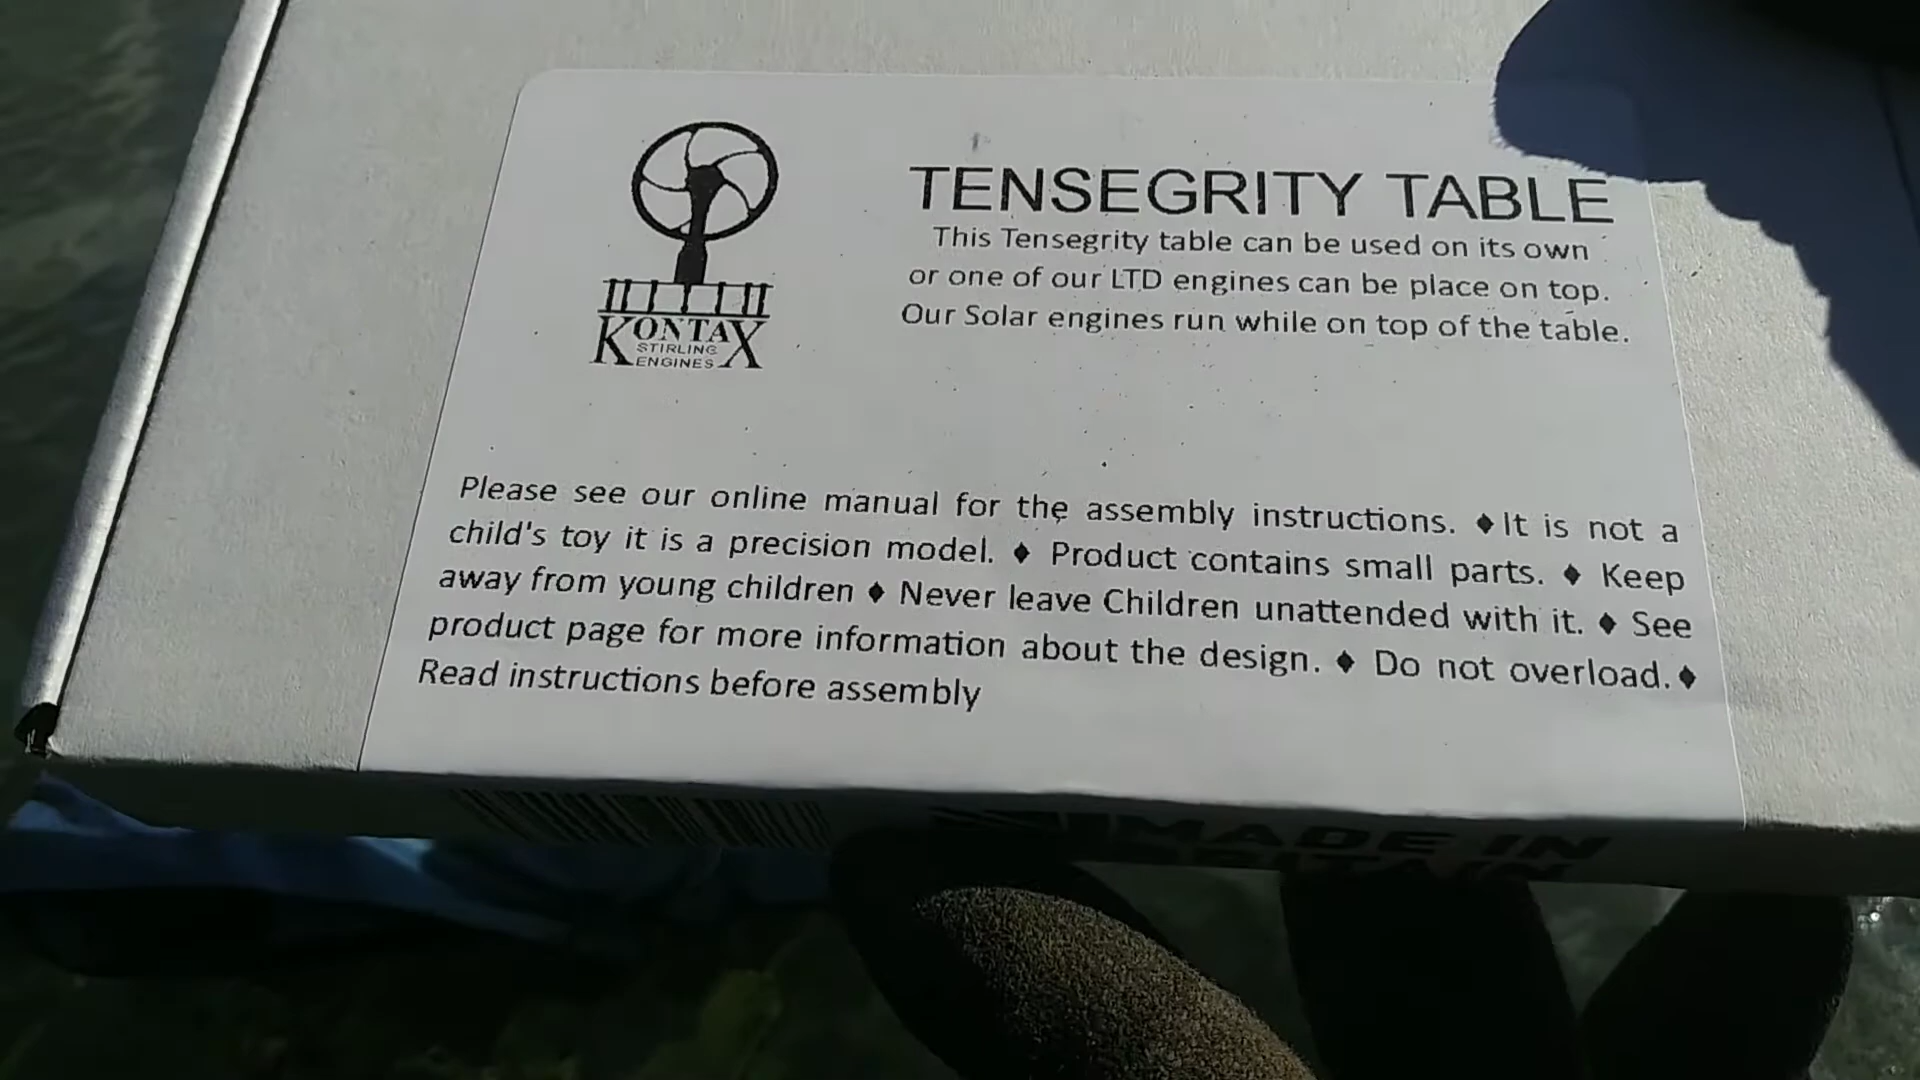 TENSEGRITY TABLE
This Tensegrity table can be used on its own
or one of our LTD engines can be place on top.
Our Solar engines run while on top of the table.
KONTAX
STIRLING
ENGINES
Please see our online manual for the assembly instructions. ♦It is not a
child's toy it is a precision model. ♦ Product contains small parts. ♦ Keep
away from young children ♦ Never leave Children unattended with it. ♦ See
product page for more information about the design. ♦ Do not overload.♦
Read instructions before assembly
MADE IN
BRITAIN